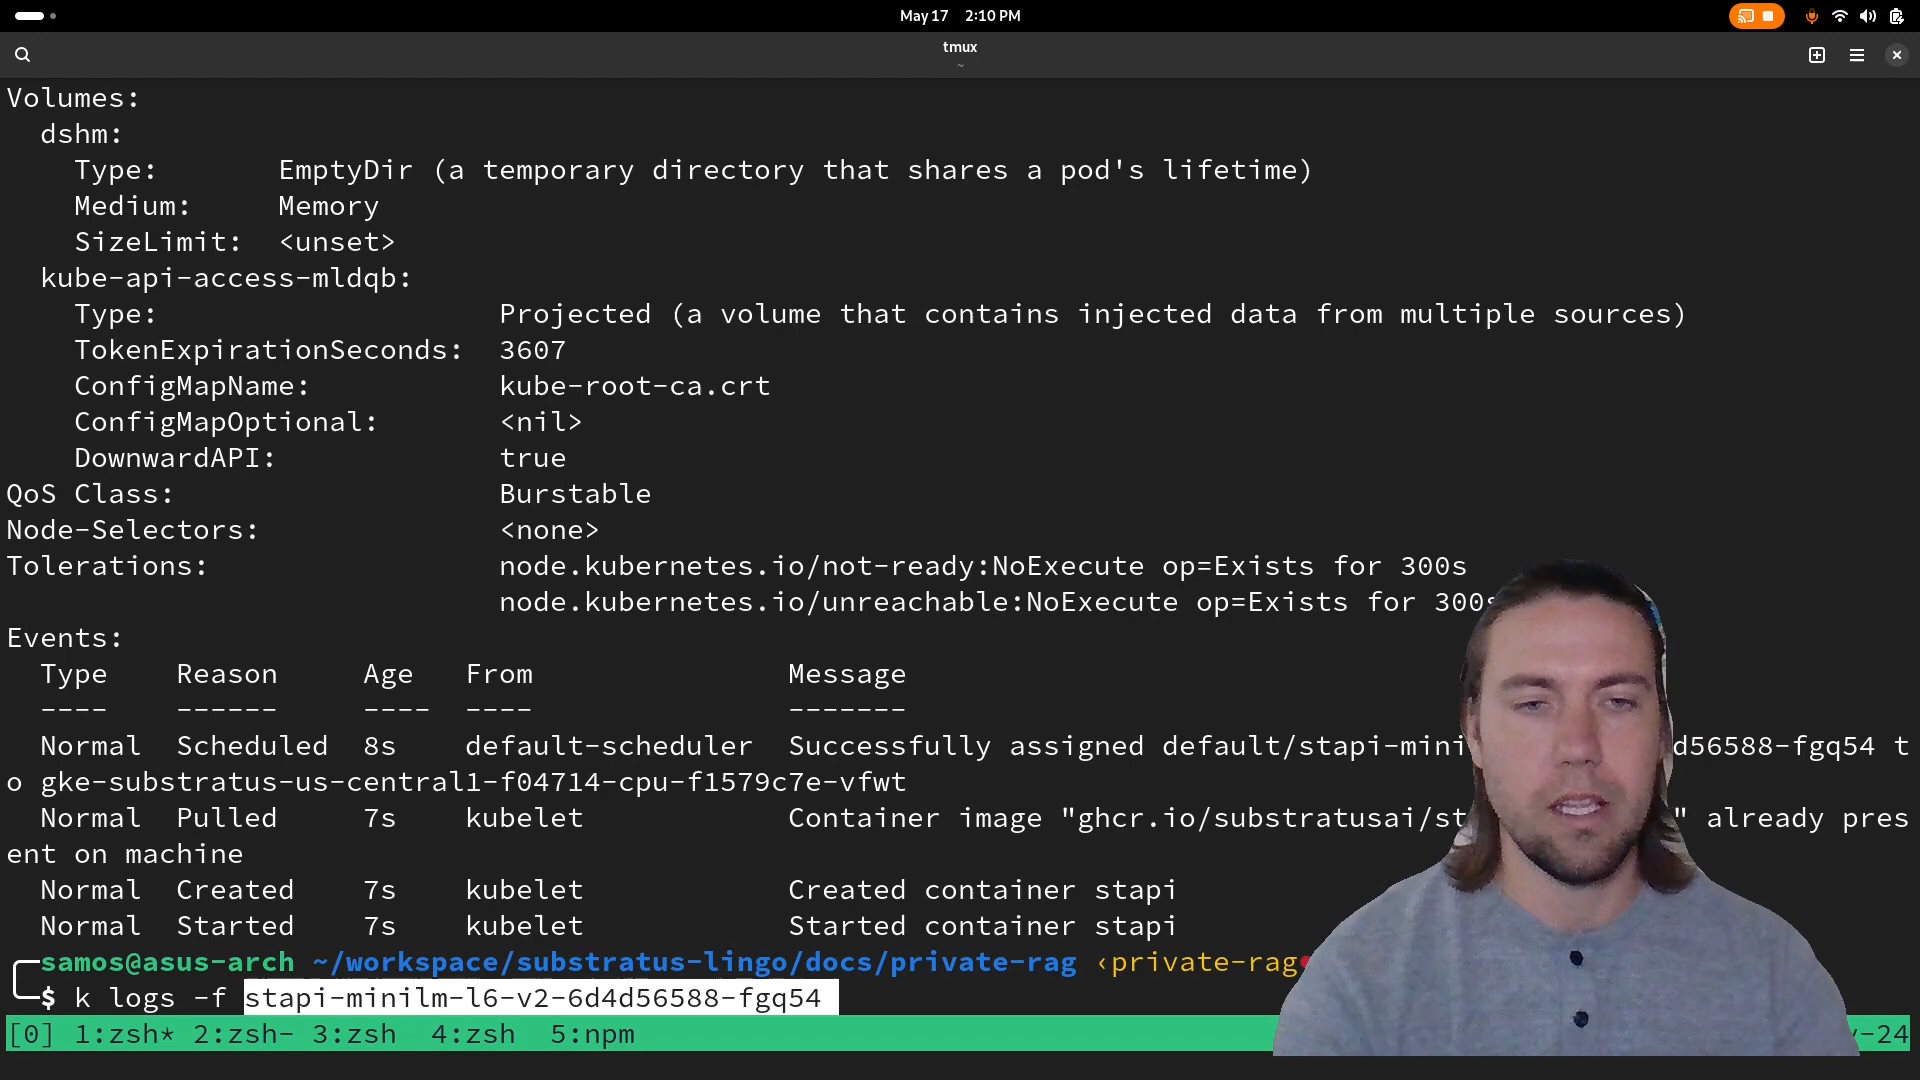 May 17 2:10 PM
tmux
~
Volumes:
dshm:
Type: EmptyDir (a temporary directory that shares a pod's lifetime)
Medium: Memory
SizeLimit: <unset>
kube-api-access-mldqb:
Type: Projected (a volume that contains injected data from multiple sources)
TokenExpirationSeconds: 3607
ConfigMapName: kube-root-ca.crt
ConfigMapOptional: <nil>
DownwardAPI: true
QoS Class: Burstable
Node-Selectors: <none>
Tolerations: node.kubernetes.io/not-ready:NoExecute op=Exists for 300s
node.kubernetes.io/unreachable:NoExecute op=Exists for 300s
Events:
Type Reason Age From Message
---- ------ ---- ---- -------
Normal Scheduled 8s default-scheduler Successfully assigned default/stapi-mini d56588-fgq54 t
o gke-substratus-us-central1-f04714-cpu-f1579c7e-vfwt
Normal Pulled 7s kubelet Container image "ghcr.io/substratusai/st " already pres
ent on machine
Normal Created 7s kubelet Created container stapi
Normal Started 7s kubelet Started container stapi
samos@asus-arch ~/workspace/substratus-lingo/docs/private-rag ‹private-rag
$ k logs -f stapi-minilm-l6-v2-6d4d56588-fgq54
[0] 1:zsh* 2:zsh- 3:zsh 4:zsh 5:npm -24